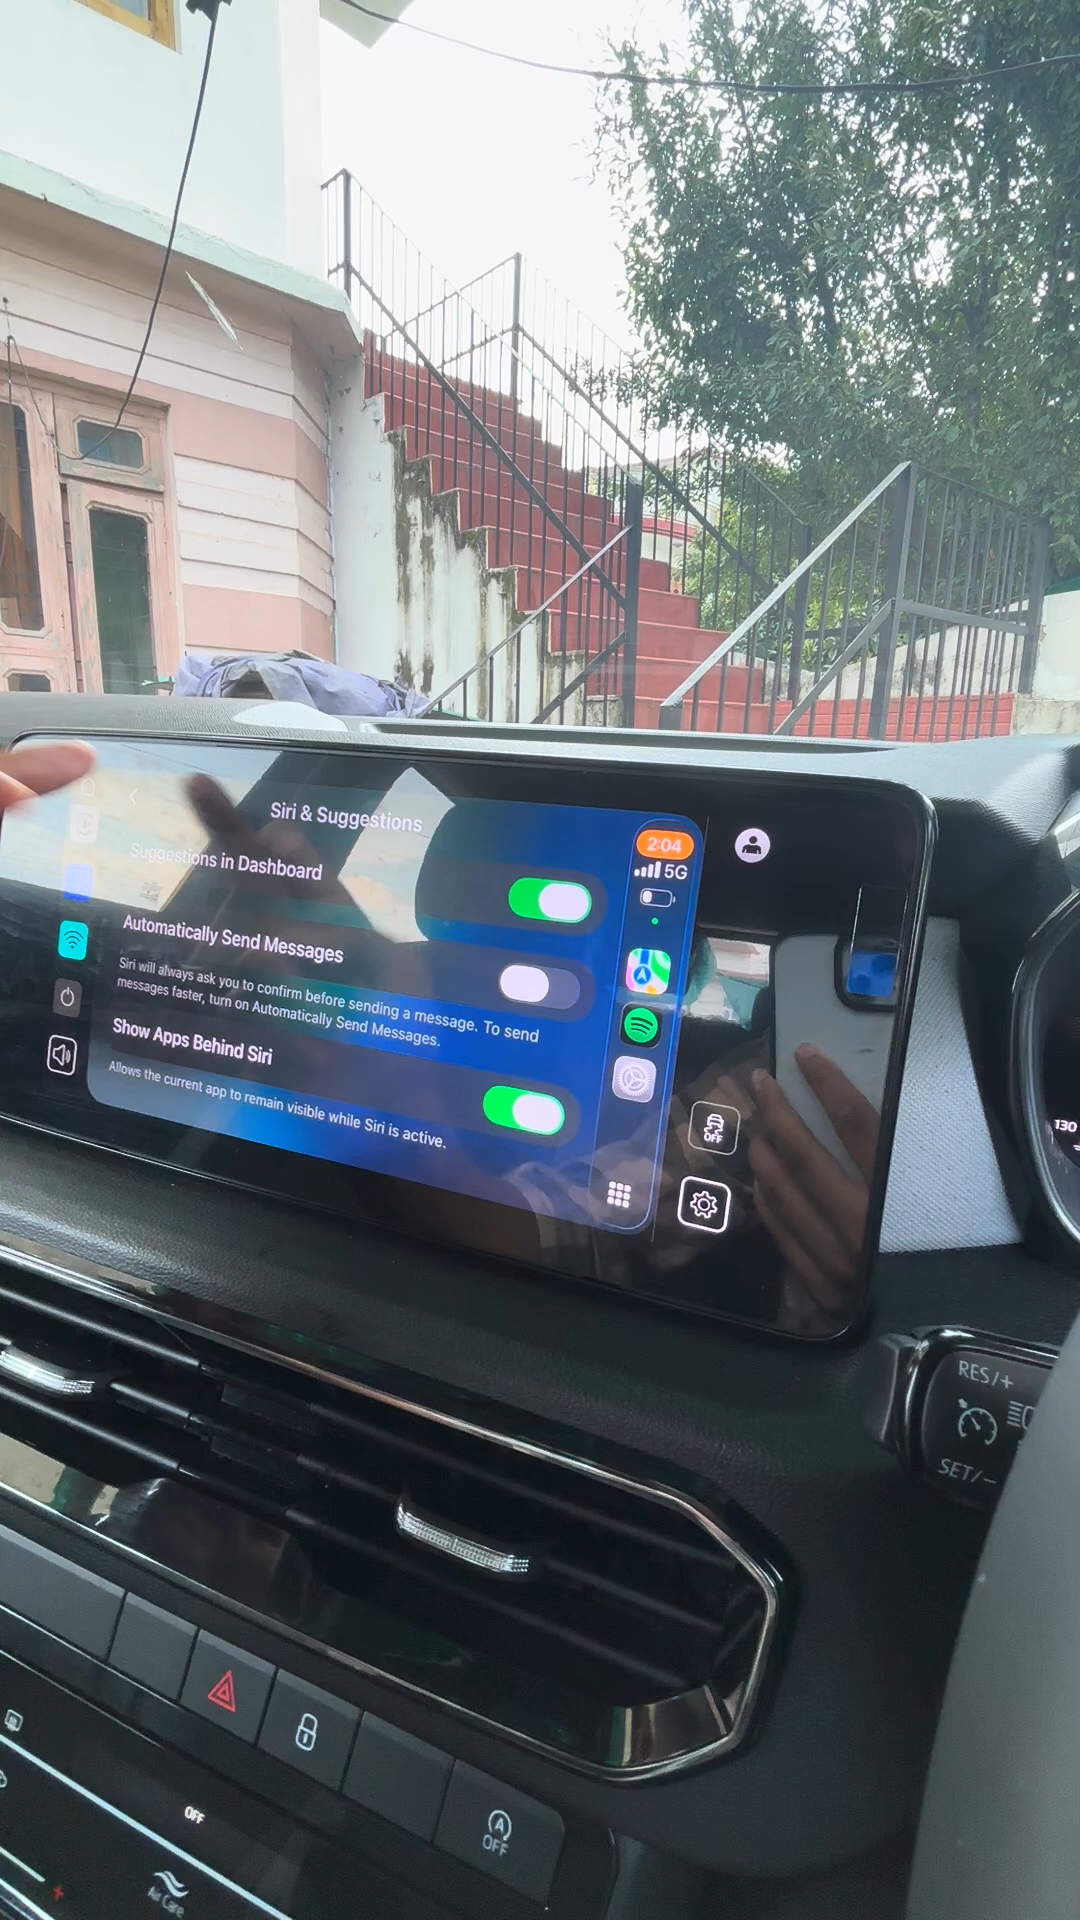 Siri & Suggestions
2:04
5G
Suggestions in Dashboard
Automatically Send Messages
Siri will always ask you to confirm before sending a message. To send
messages faster, turn on Automatically Send Messages.
Show Apps Behind Siri
Allows the current app to remain visible while Siri is active.
OFF
130
RES/+
SET/-
OFF
A
OFF
Air Care